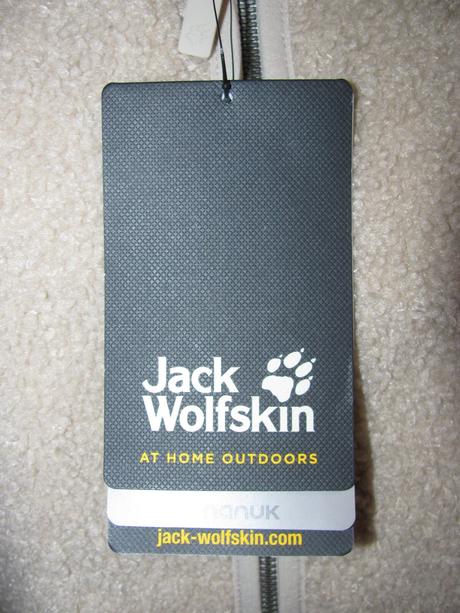 Jack
Wolfskin
AT HOME OUTDOORS
nanuk
jack-wolfskin.com